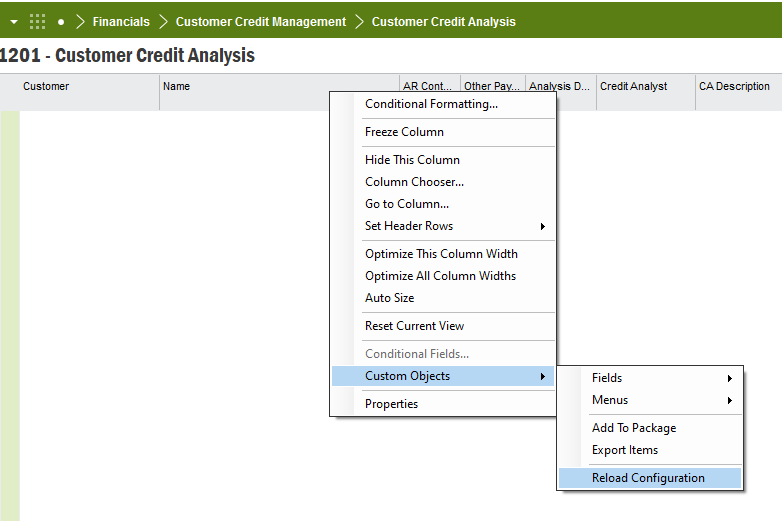 Financials Customer Credit Management Customer Credit Analysis
1201 - Customer Credit Analysis
Customer Name AR Cont... Other Pay... Analysis D... Credit Analyst CA Description
Conditional Formatting...
Freeze Column
Hide This Column
Column Chooser...
Go to Column...
Set Header Rows
Optimize This Column Width
Optimize All Column Widths
Auto Size
Reset Current View
Conditional Fields...
Custom Objects
Properties
Fields
Menus
Add To Package
Export Items
Reload Configuration